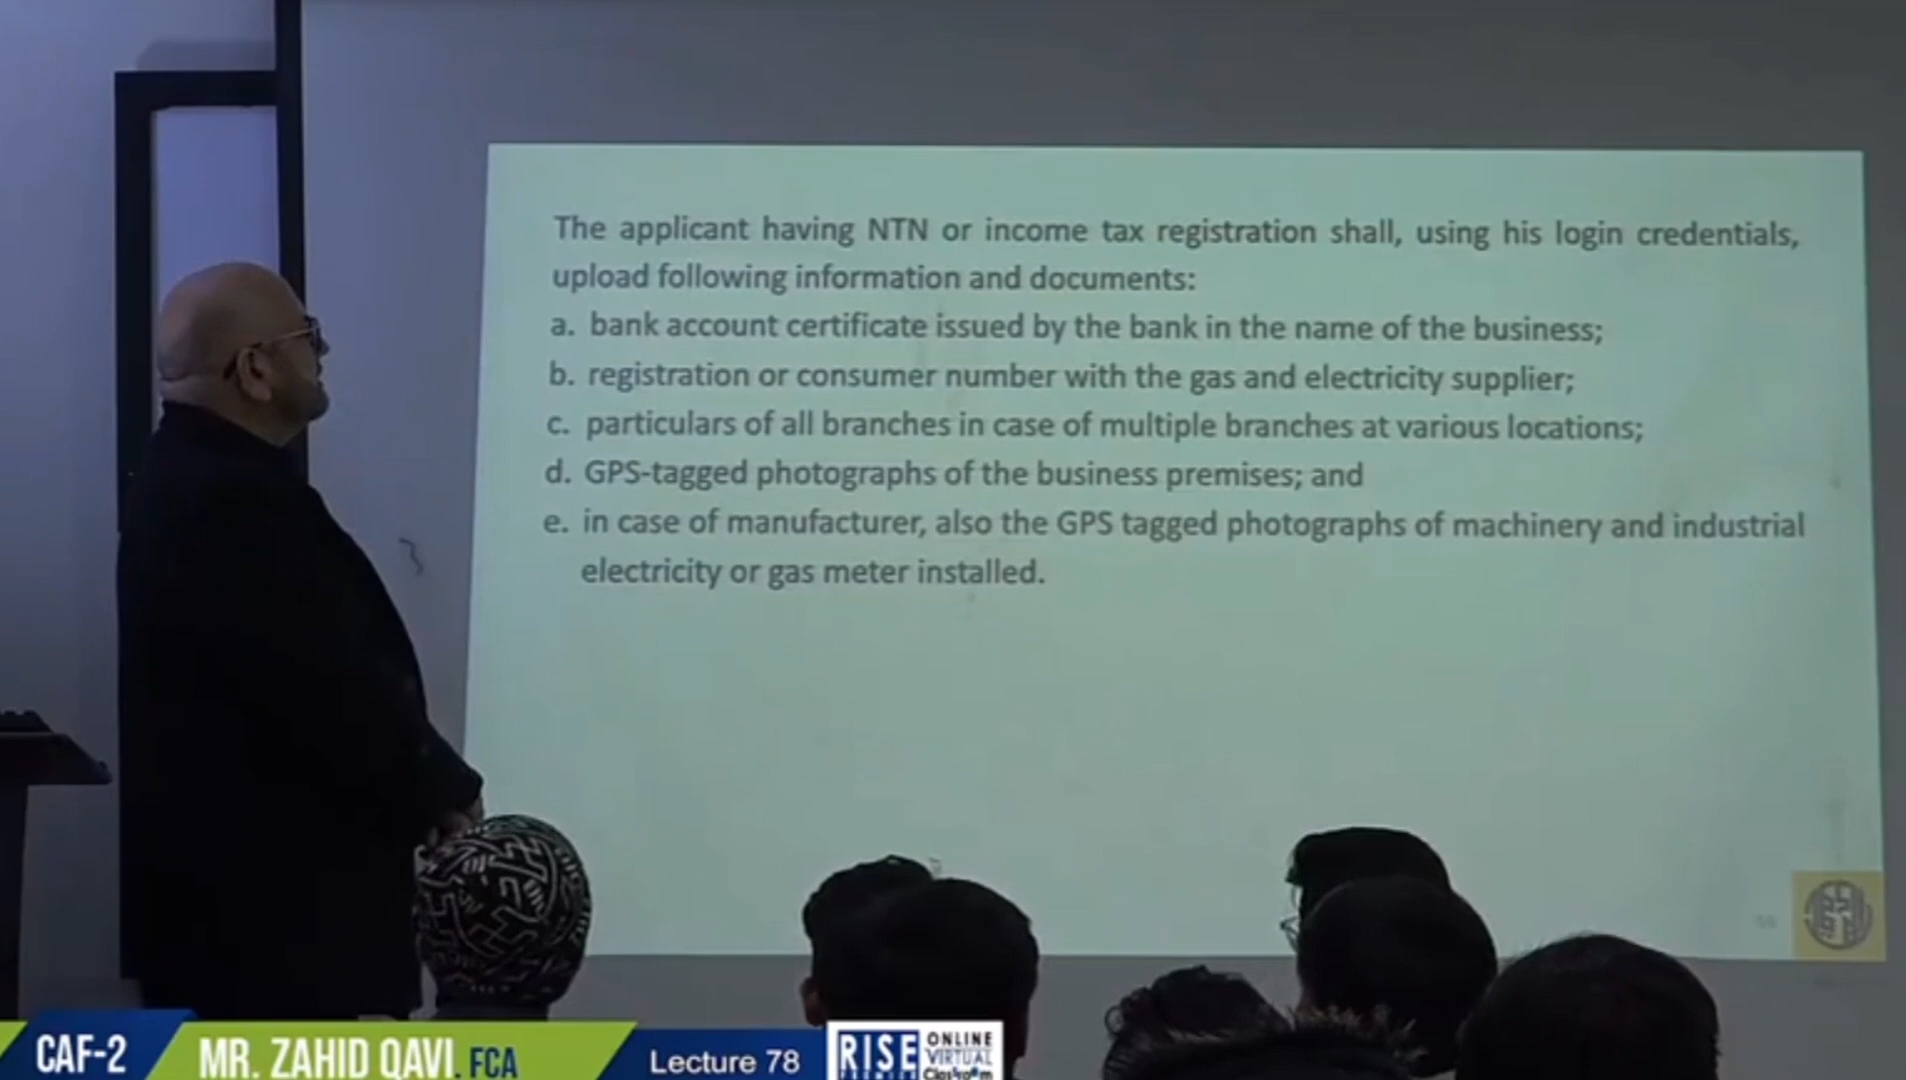 The applicant having NTN or income tax registration shall, using his login credentials,
upload following information and documents:
a. bank account certificate issued by the bank in the name of the business;
b. registration or consumer number with the gas and electricity supplier;
c. particulars of all branches in case of multiple branches at various locations;
d. GPS-tagged photographs of the business premises; and
e. in case of manufacturer, also the GPS tagged photographs of machinery and industrial
electricity or gas meter installed.
CAF-2
MR. ZAHID QAVI. FCA
Lecture 78
RISE
ONLINE
VIRTUAL
Classroom